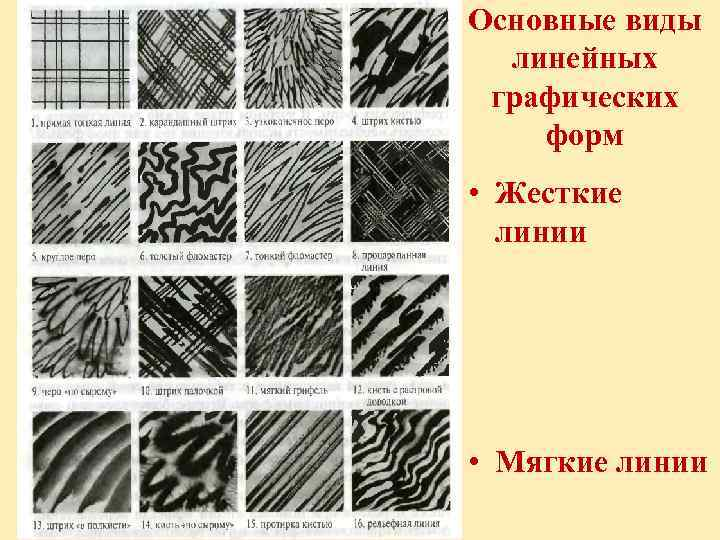 Основные виды
линейных
графических
форм
• Жесткие
линии
• Мягкие линии
1. прямая тонкая линия
2. карандашный штрих
3. узкоконечное перо
4. штрих кистью
5. круглое перо
6. толстый фломастер
7. тонкий фломастер
8. процарапанная
линия
9. перо «по сырому»
10. штрих палочкой
11. мягкий грифель
12. кисть с растровой
доводкой
13. штрих «в полкисти»
14. кисть «по сырому»
15. протирка кистью
16. рельефная линия